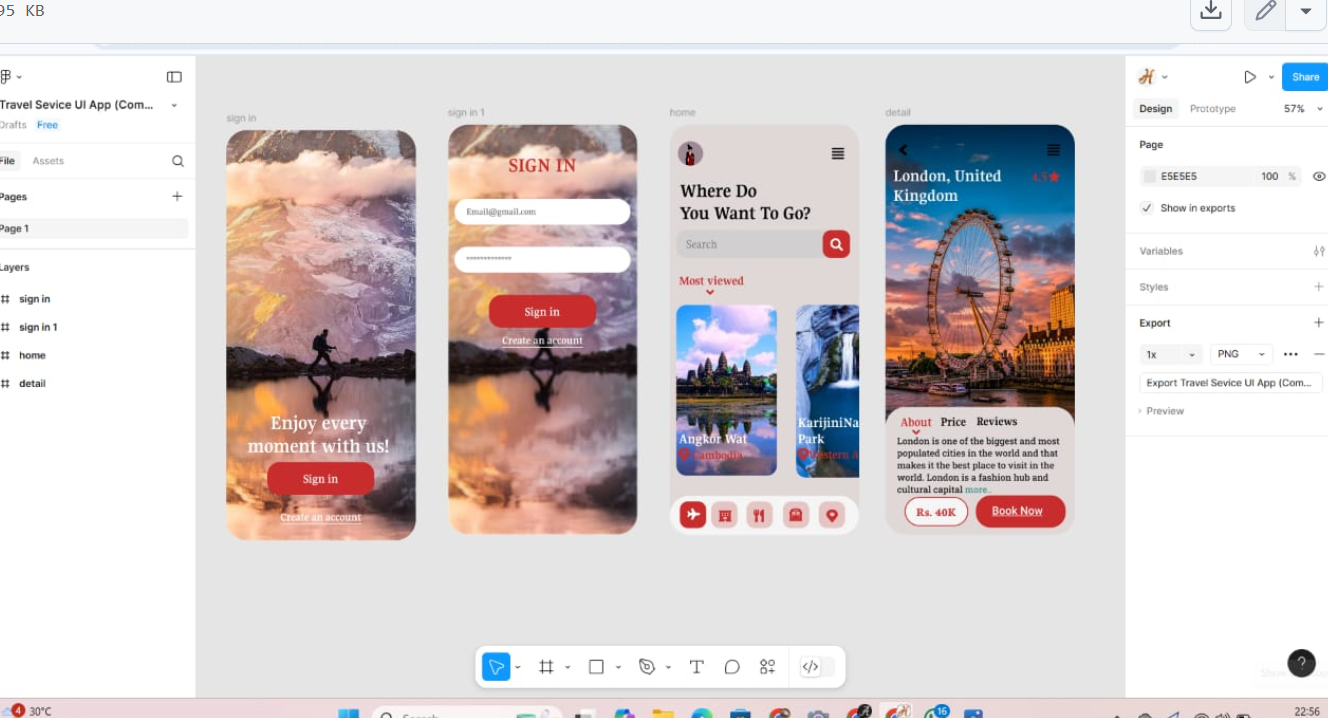 95 KB
Travel Sevice UI App (Com...
Drafts Free
File Assets
Pages
Page 1
Layers
sign in
sign in 1
home
detail
sign in
Enjoy every
moment with us!
Sign in
Create an account
sign in 1
SIGN IN
Email@gmail.com
Sign in
Create an account
home
Where Do
You Want To Go?
Search
Most viewed
Angkor Wat
Cambodia
KarijiniNa
Park
Western A
detail
London, United
Kingdom
4.5
About Price Reviews
London is one of the biggest and most
populated cities in the world and that
makes it the best place to visit in the
world. London is a fashion hub and
cultural capital more..
Rs. 40K
Book Now
Share
Design Prototype 57%
Page
E5E5E5 100 %
Show in exports
Variables
Styles
Export
1x PNG
Export Travel Sevice UI App (Com...
Preview
?
4 30°C
Search
16
22:56